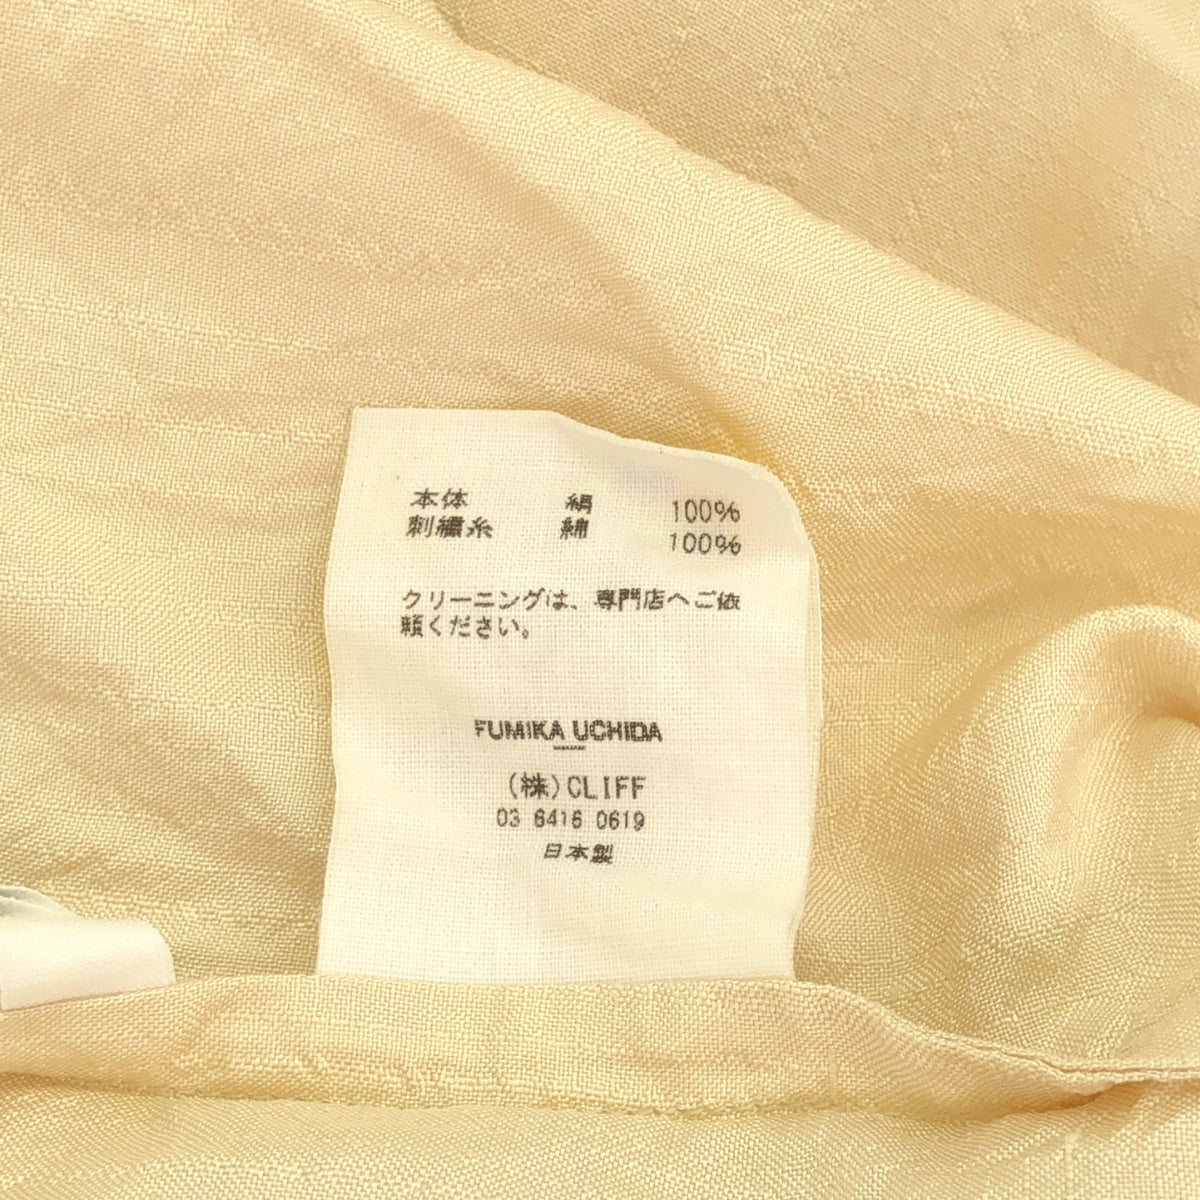 本体 絹 100%
刺繍糸 綿 100%
クリーニングは、専門店へご依
頼ください。
FUMIKA UCHIDA
(株)CLIFF
03 6416 0619
日本製